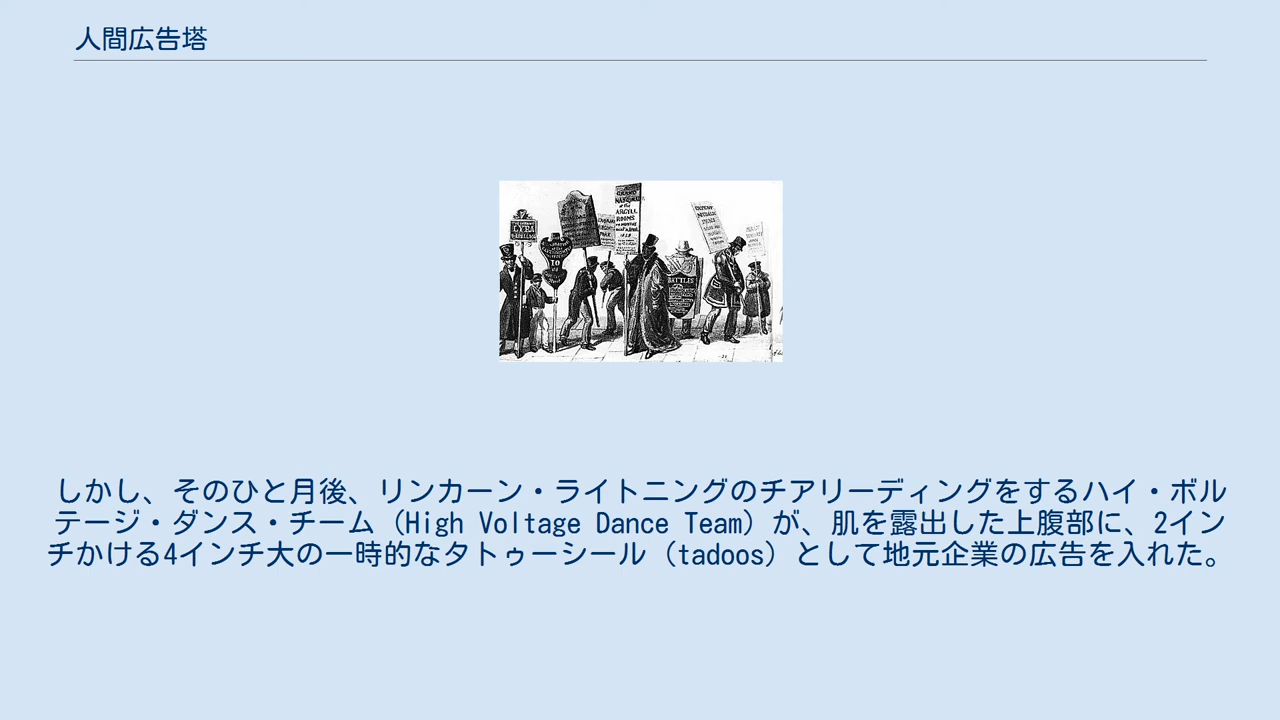 人間広告塔
ARGYLL
ROOMS
BATTLES
しかし、そのひと月後、リンカーン・ライトニングのチアリーディングをするハイ・ボル
テージ・ダンス・チーム（High Voltage Dance Team）が、肌を露出した上腹部に、2イン
チかける4インチ大の一時的なタトゥーシール（tadoos）として地元企業の広告を入れた。